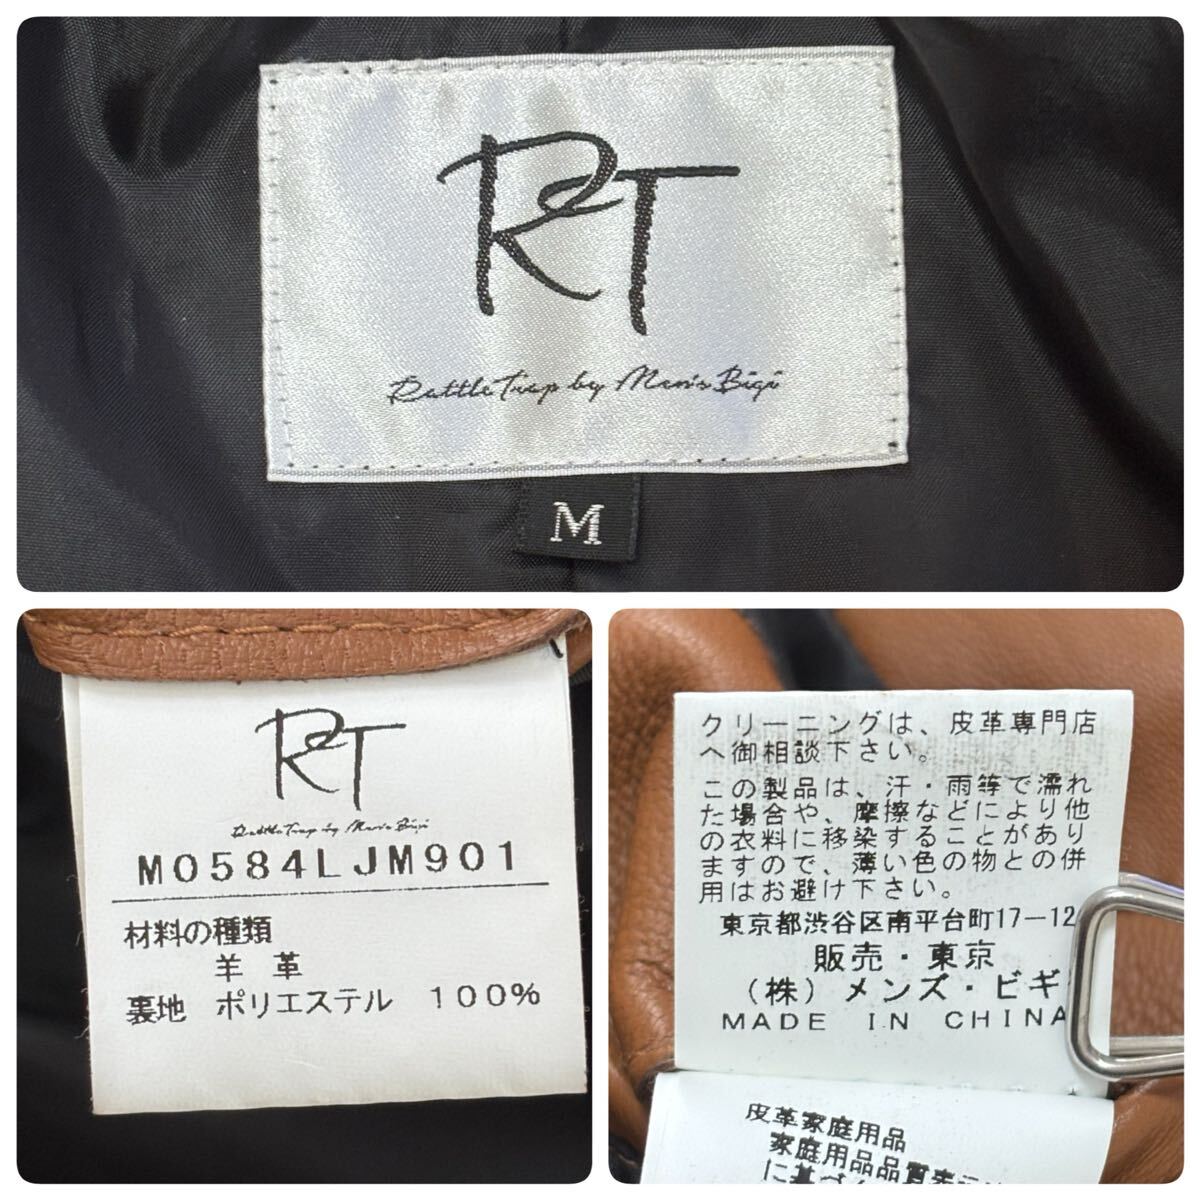 RT
Rattle Trap by Men's Bigi
M
RT
Rattle Trap by Men's Bigi
M0584LJM901
材料の種類
羊 革
裏地 ポリエステル 100%
クリーニングは、皮革専門店
へ御相談下さい。
この製品は、汗・雨等で濡れ
た場合や、摩擦などにより他
の衣料に移染することがあり
ますので、薄い色の物との併
用はお避け下さい。
東京都渋谷区南平台町17-12
販売・東京
(株)メンズ・ビギ
MADE IN CHINA
皮革家庭用品
家庭用品品質表示
に基づく